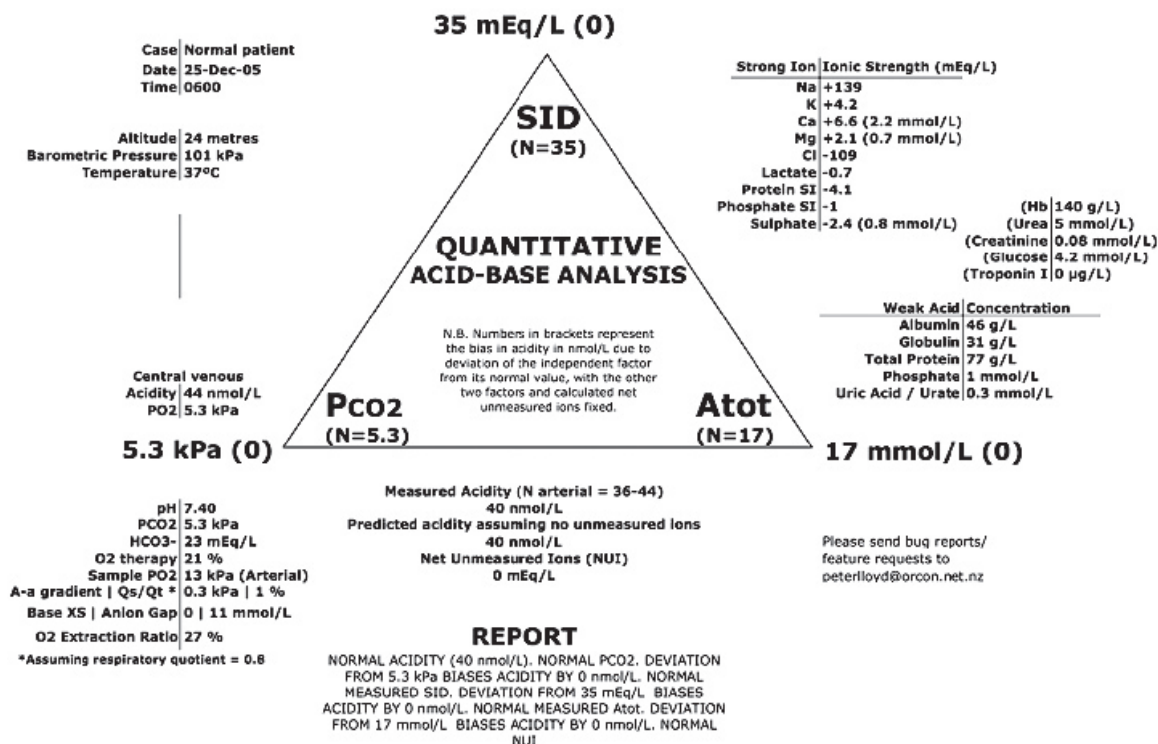 35 mEq/L (0)
Case Normal patient
Date 25-Dec-05
Time 0600
Altitude 24 metres
Barometric Pressure 101 kPa
Temperature 37ºC
SID
(N=35)
Strong Ion Ionic Strength (mEq/L)
Na +139
K +4.2
Ca +6.6 (2.2 mmol/L)
Mg +2.1 (0.7 mmol/L)
Cl -109
Lactate -0.7
Protein SI -4.1
Phosphate SI -1
Sulphate -2.4 (0.8 mmol/L)
(Hb 140 g/L)
(Urea 5 mmol/L)
(Creatinine 0.08 mmol/L)
(Glucose 4.2 mmol/L)
(Troponin I 0 µg/L)
QUANTITATIVE
ACID-BASE ANALYSIS
N.B. Numbers in brackets represent
the bias in acidity in nmol/L due to
deviation of the independent factor
from its normal value, with the other
two factors and calculated net
unmeasured ions fixed.
Weak Acid Concentration
Albumin 46 g/L
Globulin 31 g/L
Total Protein 77 g/L
Phosphate 1 mmol/L
Uric Acid / Urate 0.3 mmol/L
Central venous
Acidity 44 nmol/L
PO2 5.3 kPa
PCO2
(N=5.3)
Atot
(N=17)
5.3 kPa (0)
17 mmol/L (0)
pH 7.40
PCO2 5.3 kPa
HCO3- 23 mEq/L
O2 therapy 21 %
Sample PO2 13 kPa (Arterial)
A-a gradient | Qs/Qt * 0.3 kPa | 1 %
Base XS | Anion Gap 0 | 11 mmol/L
O2 Extraction Ratio 27 %
*Assuming respiratory quotient = 0.8
Measured Acidity (N arterial = 36-44)
40 nmol/L
Predicted acidity assuming no unmeasured ions
40 nmol/L
Net Unmeasured Ions (NUI)
0 mEq/L
Please send bug reports/
feature requests to
peterlloyd@orcon.net.nz
REPORT
NORMAL ACIDITY (40 nmol/L). NORMAL PCO2. DEVIATION
FROM 5.3 kPa BIASES ACIDITY BY 0 nmol/L. NORMAL
MEASURED SID. DEVIATION FROM 35 mEq/L BIASES
ACIDITY BY 0 nmol/L. NORMAL MEASURED Atot. DEVIATION
FROM 17 mmol/L BIASES ACIDITY BY 0 nmol/L. NORMAL
NUI